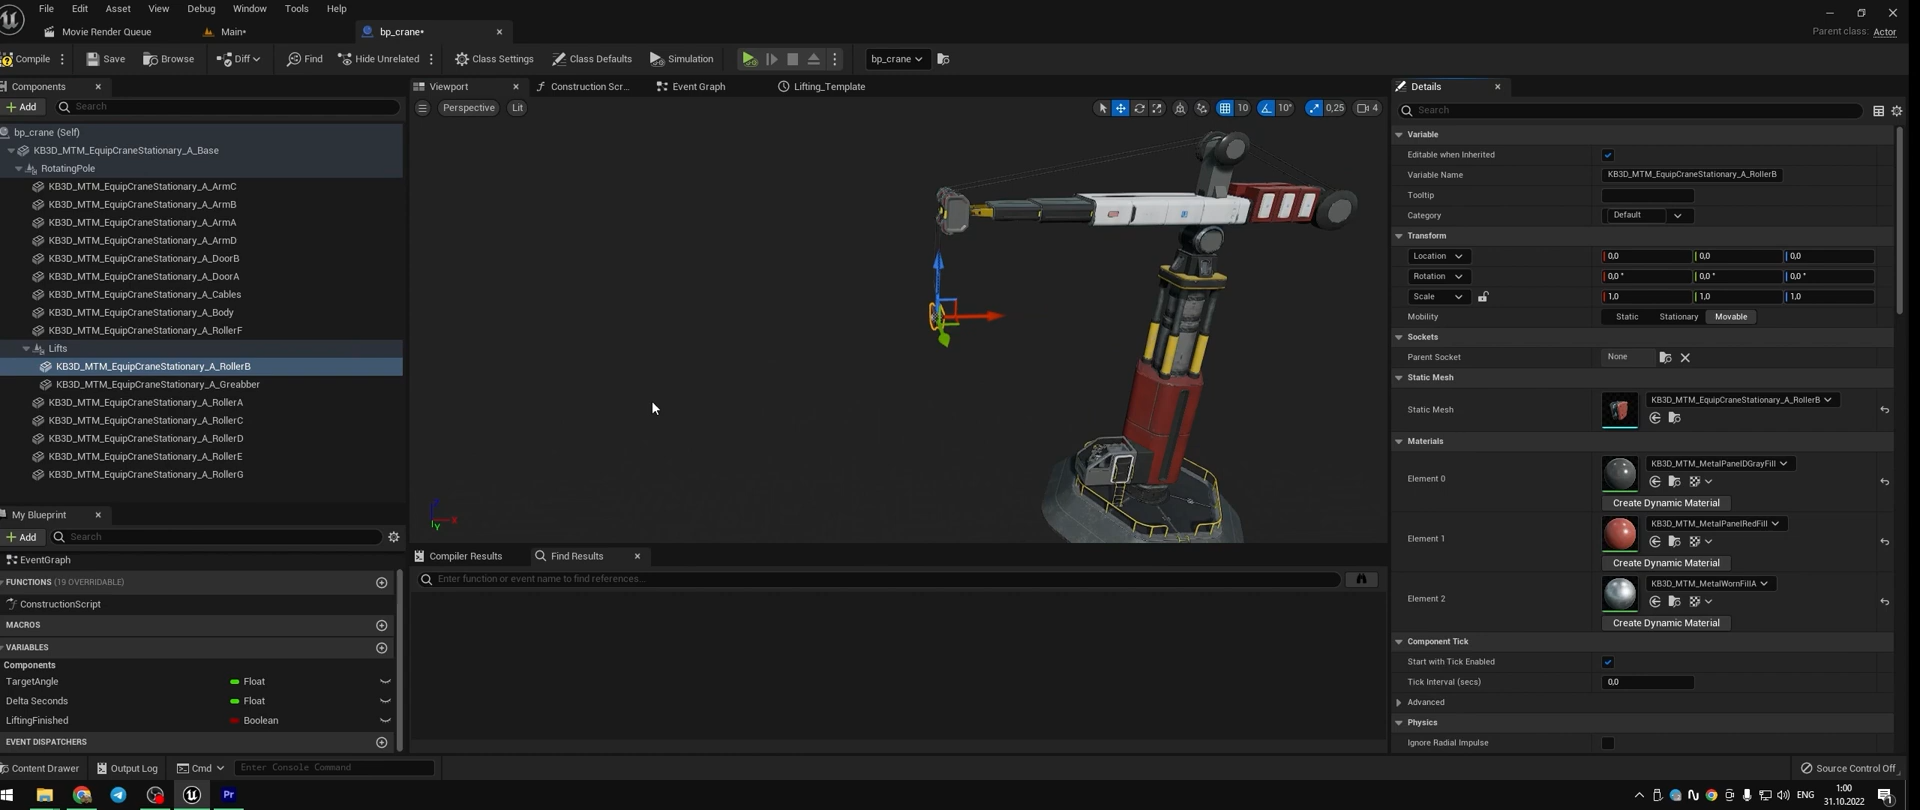 File Edit Asset View Debug Window Tools Help
Movie Render Queue Main* bp_crane* Parent class: Actor
Compile Save Browse Diff Find Hide Unrelated Class Settings Class Defaults Simulation bp_crane
Components
Add Search
bp_crane (Self)
KB3D_MTM_EquipCraneStationary_A_Base
RotatingPole
KB3D_MTM_EquipCraneStationary_A_ArmC
KB3D_MTM_EquipCraneStationary_A_ArmB
KB3D_MTM_EquipCraneStationary_A_ArmA
KB3D_MTM_EquipCraneStationary_A_ArmD
KB3D_MTM_EquipCraneStationary_A_DoorB
KB3D_MTM_EquipCraneStationary_A_DoorA
KB3D_MTM_EquipCraneStationary_A_Cables
KB3D_MTM_EquipCraneStationary_A_Body
KB3D_MTM_EquipCraneStationary_A_RollerF
Lifts
KB3D_MTM_EquipCraneStationary_A_RollerB
KB3D_MTM_EquipCraneStationary_A_Greabber
KB3D_MTM_EquipCraneStationary_A_RollerA
KB3D_MTM_EquipCraneStationary_A_RollerC
KB3D_MTM_EquipCraneStationary_A_RollerD
KB3D_MTM_EquipCraneStationary_A_RollerE
KB3D_MTM_EquipCraneStationary_A_RollerG
My Blueprint
Add Search
EventGraph
FUNCTIONS (19 OVERRIDABLE)
ConstructionScript
MACROS
VARIABLES
Components
TargetAngle Float
Delta Seconds Float
LiftingFinished Boolean
EVENT DISPATCHERS
Viewport Construction Scr... Event Graph Lifting_Template
Perspective Lit 10 10° 0,25 4
X
Y
Compiler Results Find Results
Enter function or event name to find references...
Details
Search
Variable
Editable when Inherited
Variable Name KB3D_MTM_EquipCraneStationary_A_RollerB
Tooltip
Category Default
Transform
Location 0,0 0,0 0,0
Rotation 0,0 ° 0,0 ° 0,0 °
Scale 1,0 1,0 1,0
Mobility Static Stationary Movable
Sockets
Parent Socket None
Static Mesh
Static Mesh KB3D_MTM_EquipCraneStationary_A_RollerB
Materials
Element 0 KB3D_MTM_MetalPanelDGrayFill
Create Dynamic Material
Element 1 KB3D_MTM_MetalPanelRedFill
Create Dynamic Material
Element 2 KB3D_MTM_MetalWornFillA
Create Dynamic Material
Component Tick
Start with Tick Enabled
Tick Interval (secs) 0,0
Advanced
Physics
Ignore Radial Impulse
Content Drawer Output Log Cmd Enter Console Command Source Control Off
Pr ENG 1:00
31.10.2022 1